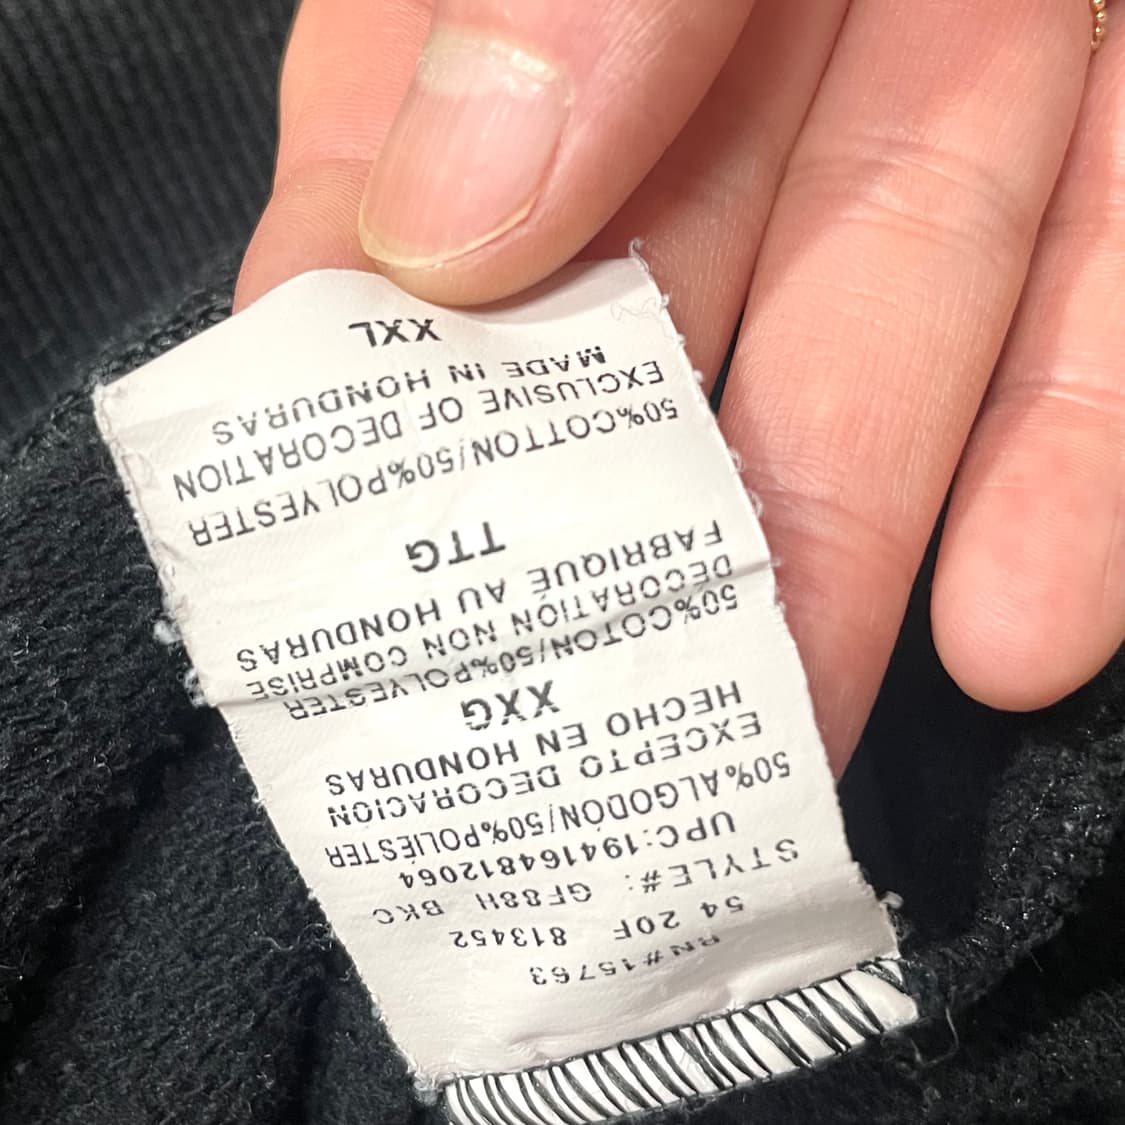 RN#15763
54 20F 813452
STYLE#: GF88H BKC
UPC:194164812064
50%ALGODÓN/50%POLIÉSTER
EXCEPTO DECORACION
HECHO EN HONDURAS
XXG
50%COTON/50%POLYESTER
DÉCORATION NON COMPRISE
FABRIQUÉ AU HONDURAS
TTG
50%COTTON/50%POLYESTER
EXCLUSIVE OF DECORATION
MADE IN HONDURAS
XXL